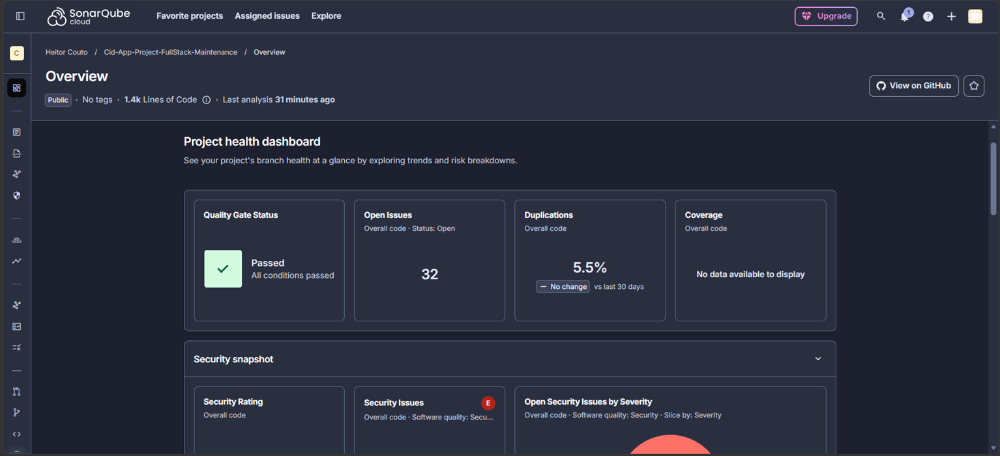 SonarQube
cloud
Favorite projects
Assigned issues
Explore
Upgrade
1
?
C
Heitor Couto / Cid-App-Project-FullStack-Maintenance / Overview
Overview
Public • No tags • 1.4k Lines of Code • Last analysis 31 minutes ago
View on GitHub
Project health dashboard
See your project's branch health at a glance by exploring trends and risk breakdowns.
Quality Gate Status
Passed
All conditions passed
Open Issues
Overall code · Status: Open
32
Duplications
Overall code
5.5%
No change vs last 30 days
Coverage
Overall code
No data available to display
ab
Security snapshot
Security Rating
Overall code
Security Issues
E
Overall code · Software quality: Secu...
Open Security Issues by Severity
Overall code · Software quality: Security · Slice by: Severity